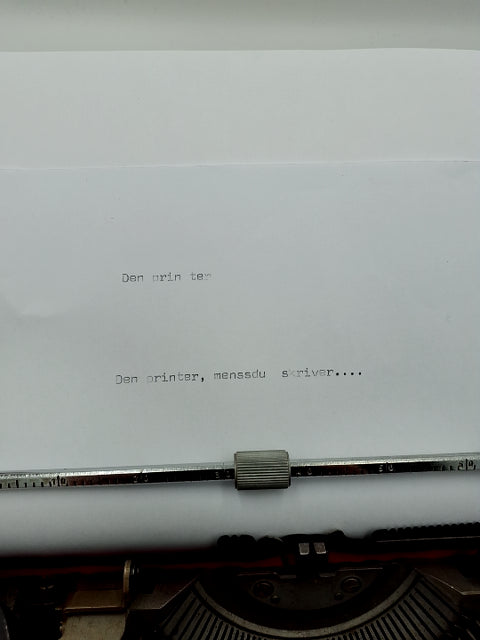 Den prin ter
Den printer, menssdu skriver....